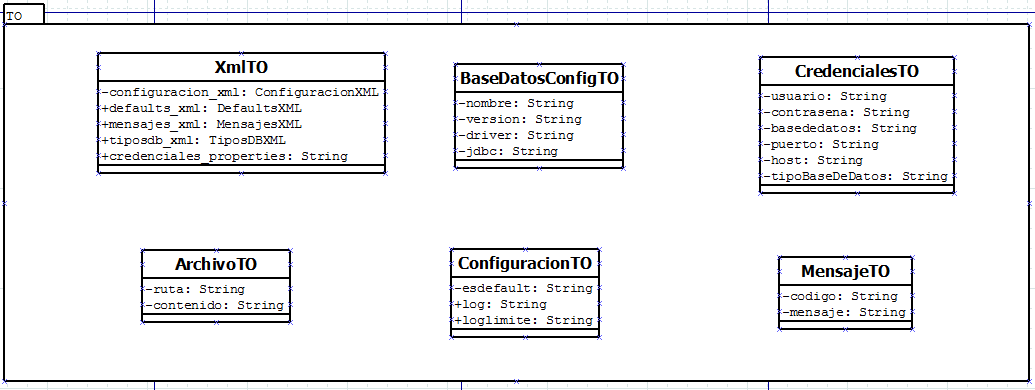 TO
XmlTO
-configuracion_xml: ConfiguracionXML
+defaults_xml: DefaultsXML
+mensajes_xml: MensajesXML
+tiposdb_xml: TiposDBXML
+credenciales_properties: String
BaseDatosConfigTO
-nombre: String
-version: String
-driver: String
-jdbc: String
CredencialesTO
-usuario: String
-contrasena: String
-basededatos: String
-puerto: String
-host: String
-tipoBaseDeDatos: String
ArchivoTO
-ruta: String
-contenido: String
ConfiguracionTO
-esdefault: String
+log: String
+loglimite: String
MensajeTO
-codigo: String
-mensaje: String